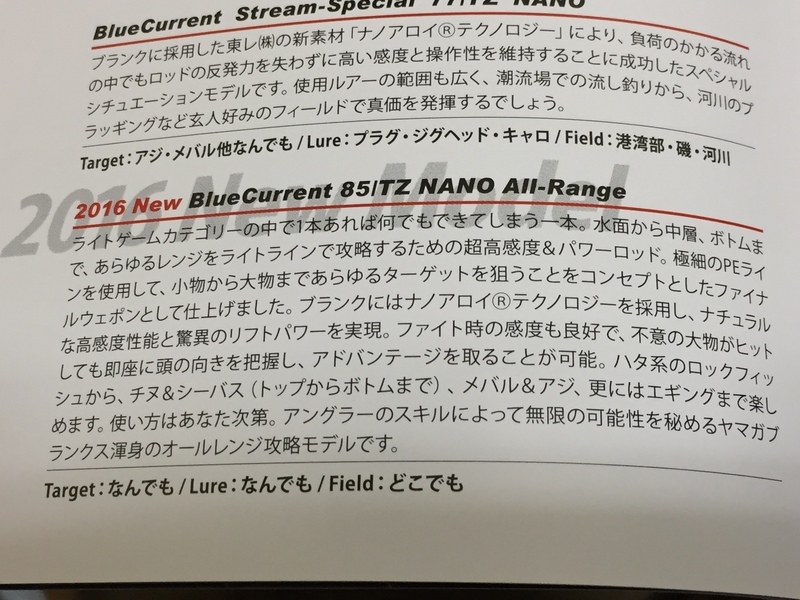 BlueCurrent Stream-Special 77/TZ NANO
ブランクに採用した東レ㈱の新素材「ナノアロイⓇテクノロジー」により、負荷のかかる流れ
の中でもロッドの反発力を失わずに高い感度と操作性を維持することに成功したスペシャル
シチュエーションモデルです。使用ルアーの範囲も広く、潮流場での流し釣りから、河川のプ
ラッギングなど玄人好みのフィールドで真価を発揮するでしょう。
Target：アジ・メバル他なんでも / Lure：プラグ・ジグヘッド・キャロ / Field：港湾部・磯・河川
2016 New Model
2016 New BlueCurrent 85/TZ NANO All-Range
ライトゲームカテゴリーの中で1本あれば何でもできてしまう一本。水面から中層、ボトムま
で、あらゆるレンジをライトラインで攻略するための超高感度＆パワーロッド。極細のPEライ
ンを使用して、小物から大物まであらゆるターゲットを狙うことをコンセプトとしたファイナ
ルウェポンとして仕上げました。ブランクにはナノアロイⓇテクノロジーを採用し、ナチュラル
な高感度性能と驚異のリフトパワーを実現。ファイト時の感度も良好で、不意の大物がヒット
しても即座に頭の向きを把握し、アドバンテージを取ることが可能。ハタ系のロックフィッ
シュから、チヌ＆シーバス（トップからボトムまで）、メバル＆アジ、更にはエギングまで楽し
めます。使い方はあなた次第。アングラーのスキルによって無限の可能性を秘めるヤマガブ
ランクス渾身のオールレンジ攻略モデルです。
Target：なんでも / Lure：なんでも / Field：どこでも